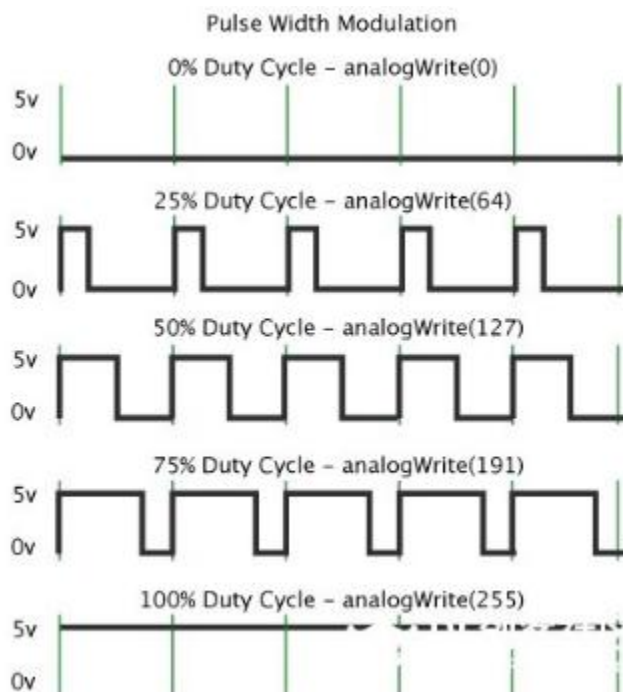 Pulse Width Modulation
0% Duty Cycle – analogWrite(0)
5v
0v
25% Duty Cycle – analogWrite(64)
5v
0v
50% Duty Cycle – analogWrite(127)
5v
0v
75% Duty Cycle – analogWrite(191)
5v
0v
100% Duty Cycle – analogWrite(255)
5v
0v